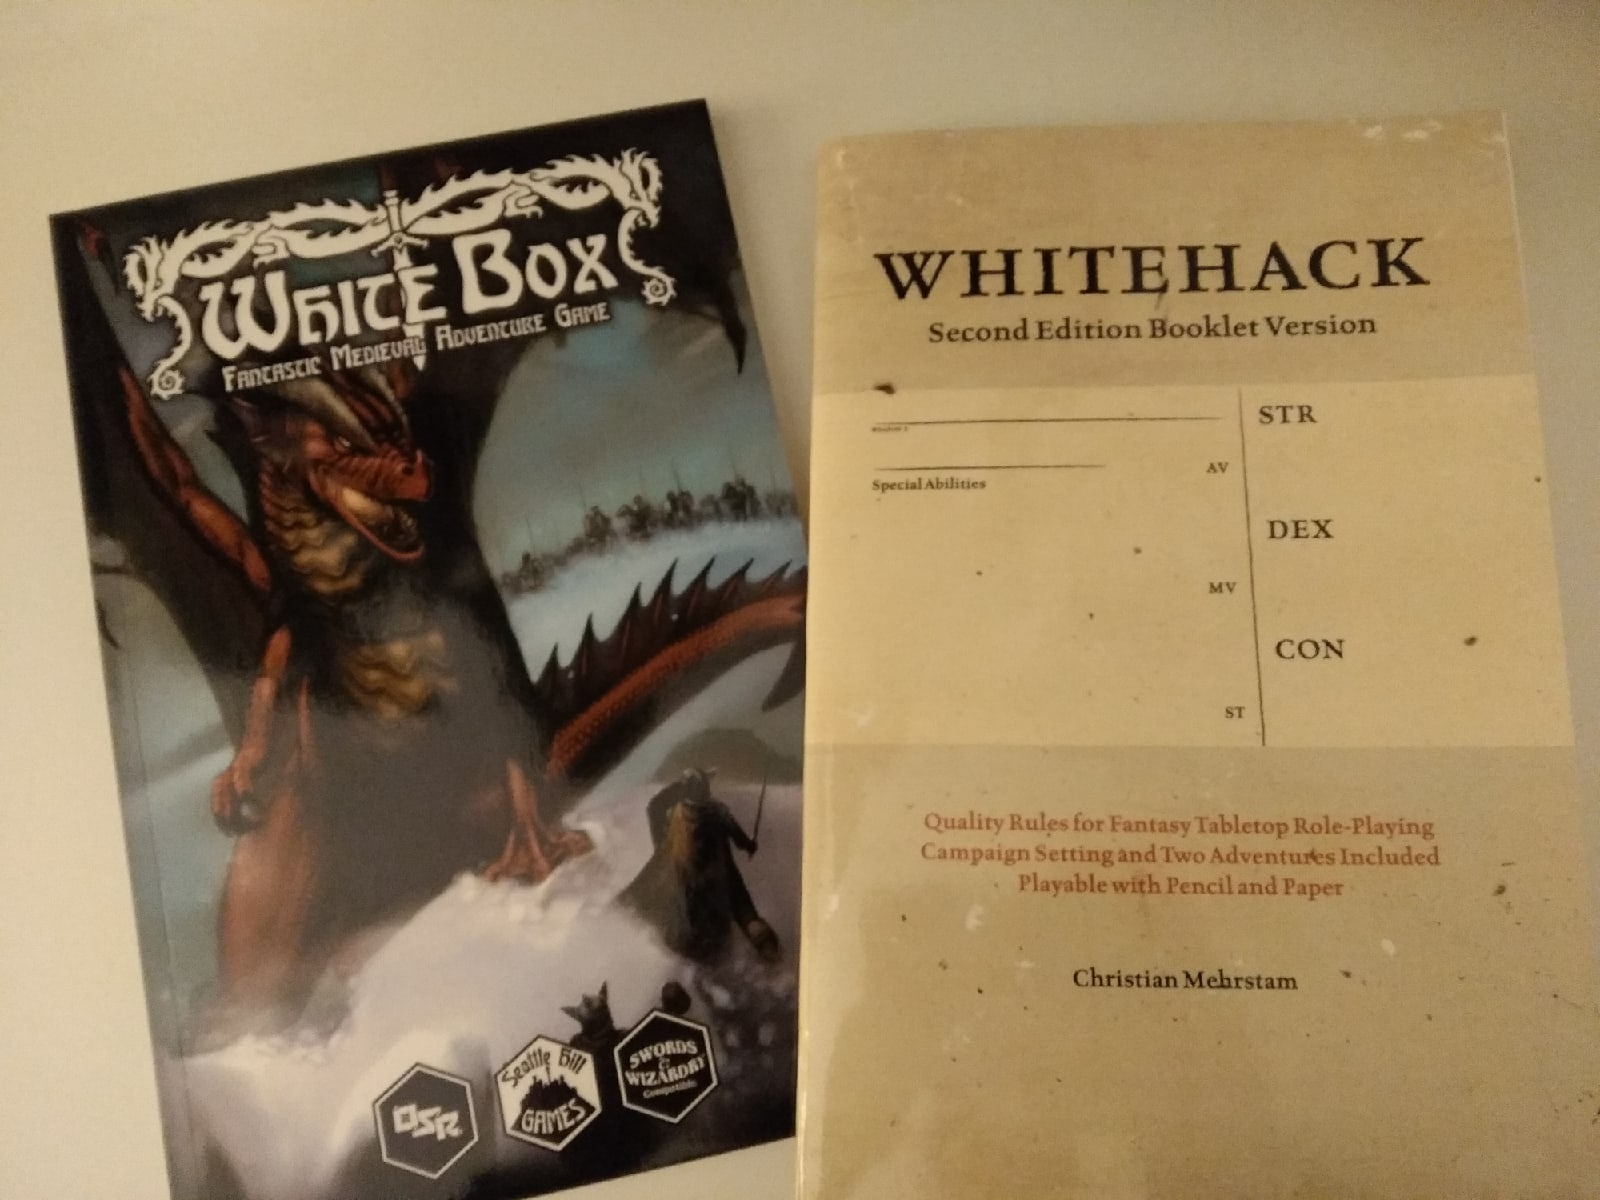 White Box
Fantastic Medieval Adventure Game
OSR
Seattle Hill
GAMES
SWORDS
&
WIZARDRY
Compatible
WHITEHACK
Second Edition Booklet Version
STR
AV
Special Abilities
DEX
MV
CON
ST
Quality Rules for Fantasy Tabletop Role-Playing
Campaign Setting and Two Adventures Included
Playable with Pencil and Paper
Christian Mehrstam